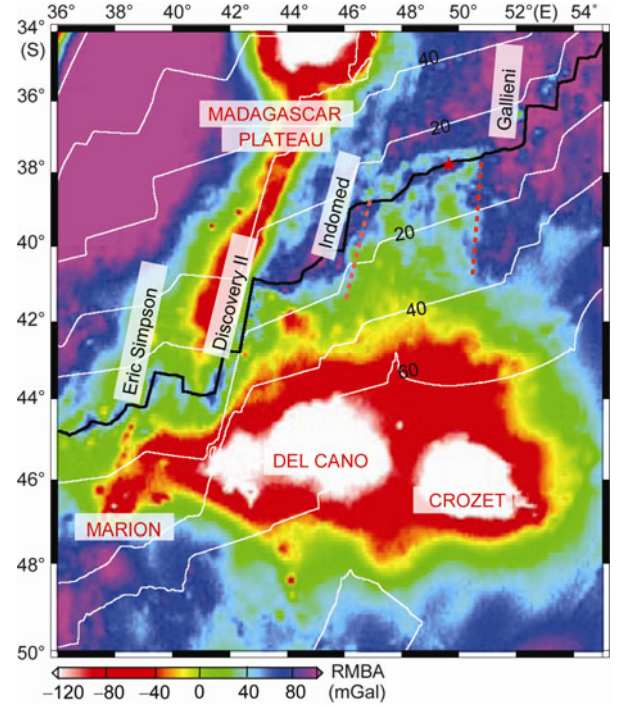 36° 38° 40° 42° 44° 46° 48° 50° 52°(E) 54°
34°
(S)
36°
38°
40°
42°
44°
46°
48°
50°
40
20
Gallieni
MADAGASCAR
PLATEAU
Indomed
20
Discovery II
Eric Simpson
40
60
DEL CANO
CROZET
MARION
−120 −80 −40 0 40 80
RMBA
(mGal)